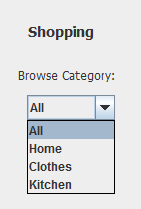 Shopping
Browse Category:
All
All
Home
Clothes
Kitchen